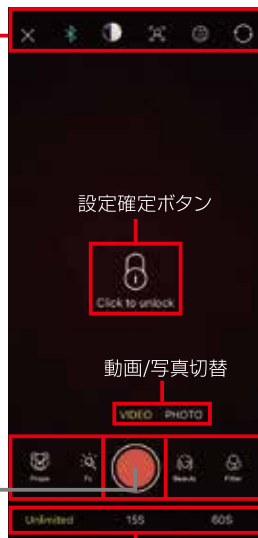 設定確定ボタン
Click to unlock
動画/写真切替
VIDEO PHOTO
Props Fx Beauty Filter
Unlimited 15S 60S